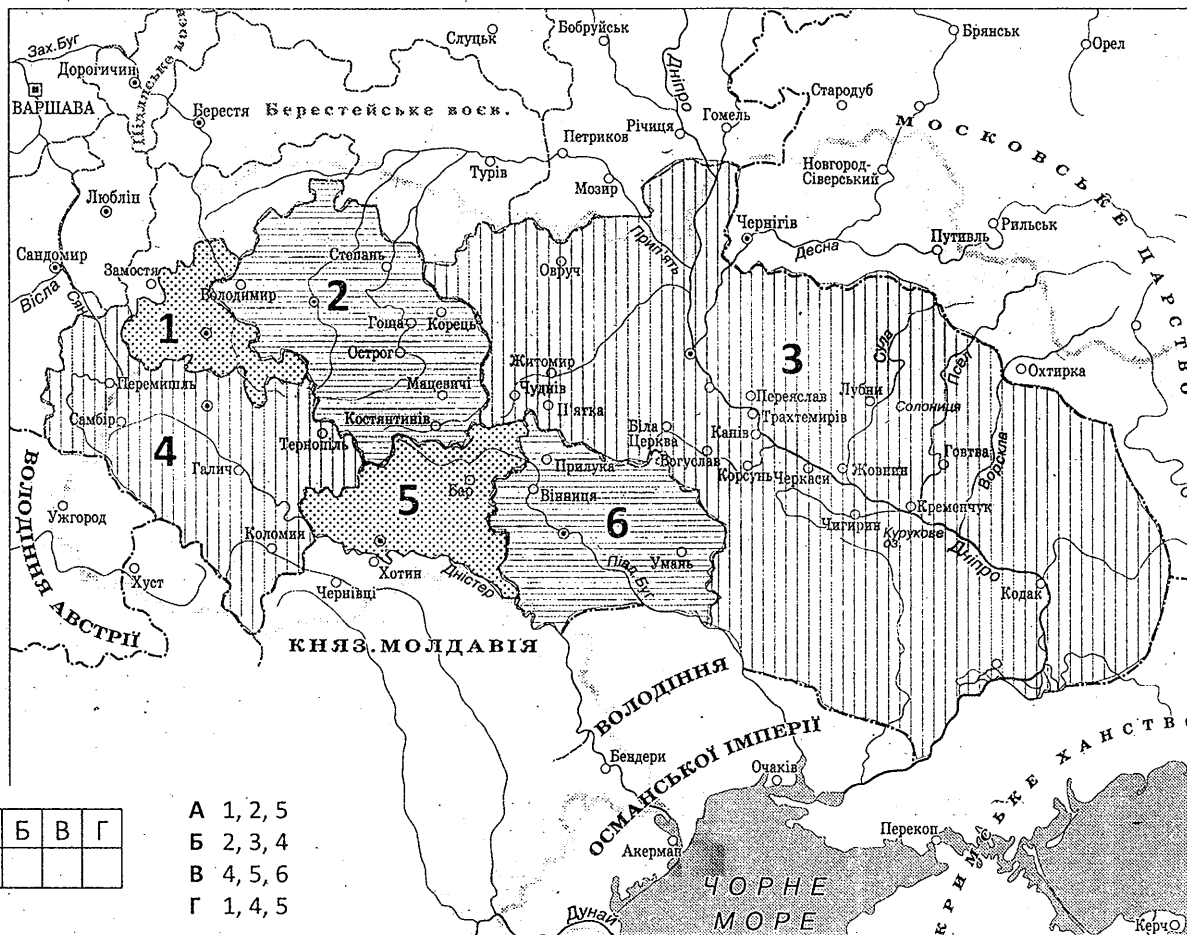 Слуцьк
Бобруйськ
Брянськ
Орел
Зах.Буг
Дорогичин
ВАРШАВА
Берестя
Берестейське воєв.
Дніпро
Стародуб
Гомель
Річиця
Петриков
Турів
Мозир
Новгород-
Сіверський
МОСКОВСЬКЕ ЦАРСТВО
Люблін
Чернігів
Рильськ
Путивль
Десна
Сандомир
Замостя
Степань
Овруч
Прип'ять
Вісла
Сян
Володимир
2
1
Гоща
Корець
3
Сула
Псел
Острог
Житомир
Охтирка
Перемишль
Мацевичі
Чуднів
П'ятка
Переяслав
Лубни
Солониця
Трахтемирів
Самбір
Костянтинів
Тернопіль
Біла
Церква
Канів
4
Галич
Прилука
Богуслав
Корсунь
Черкаси
Жовнин
Говтва
Ворскла
5
Бар
Вінниця
6
Кременчук
Ужгород
Коломия
Чигирин
Курукове
оз.
Дніпро
Хуст
Хотин
Умань
Півд.Буг
Дністер
Чернівці
Кодак
ВОЛОДІННЯ АВСТРІЇ
КНЯЗ.МОЛДАВІЯ
ВОЛОДІННЯ
ОСМАНСЬКОЇ ІМПЕРІЇ
Бендери
Очаків
КРИМСЬКЕ ХАНСТВО
Перекоп
Акерман
ЧОРНЕ
МОРЕ
Дунай
Керч
Б В Г
А 1, 2, 5
Б 2, 3, 4
В 4, 5, 6
Г 1, 4, 5